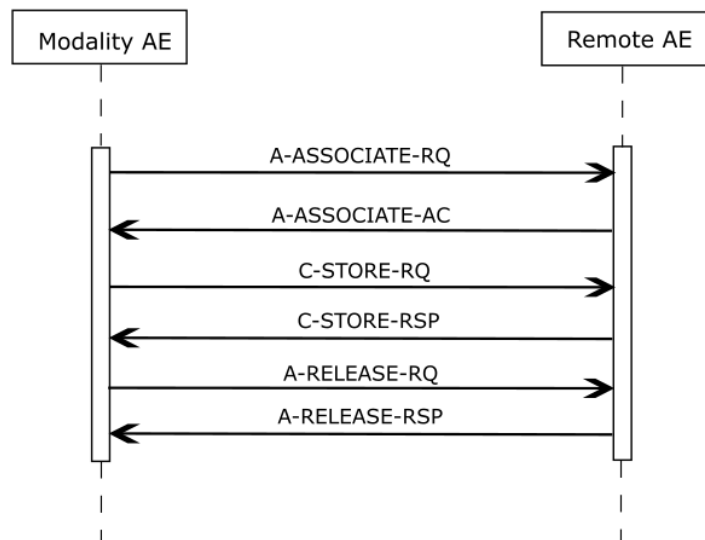 Modality AE
Remote AE
A-ASSOCIATE-RQ
A-ASSOCIATE-AC
C-STORE-RQ
C-STORE-RSP
A-RELEASE-RQ
A-RELEASE-RSP